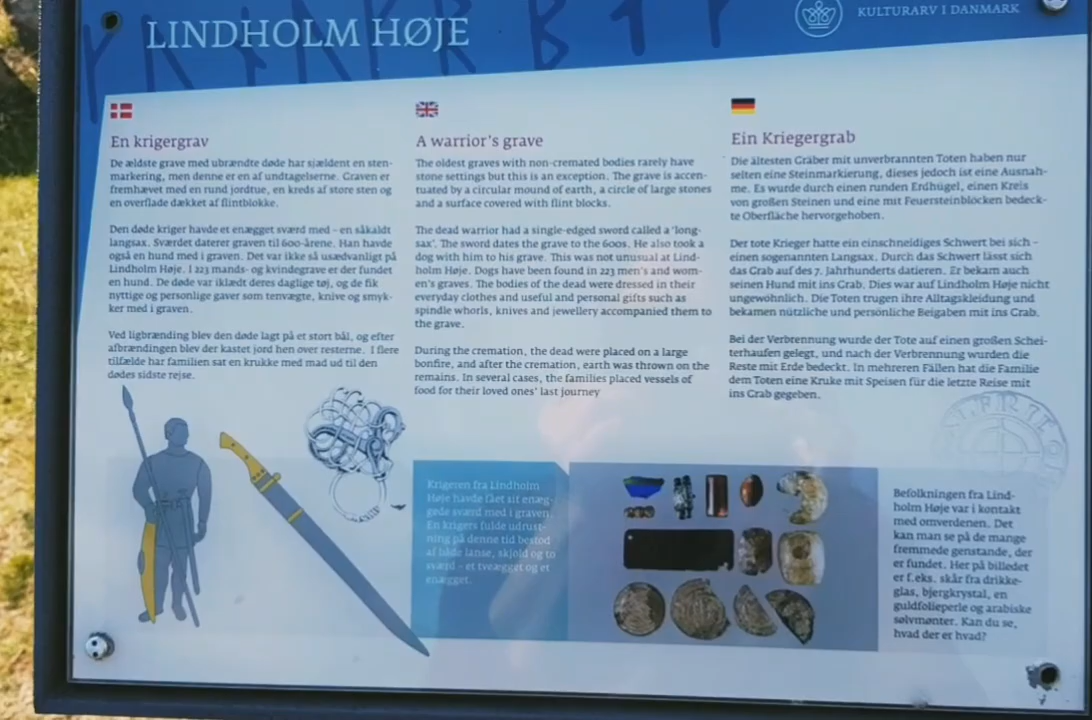 LINDHOLM HØJE
KULTURARV I DANMARK
En krigergrav
De ældste grave med ubrændte døde har sjældent en sten-
markering, men denne er en af undtagelserne. Graven er
fremhævet med en rund jordtue, en kreds af store sten og
en overflade dækket af flintblokke.
Den døde kriger havde et enægget sværd med – en såkaldt
langsax. Sværdet daterer graven til 600-årene. Han havde
også en hund med i graven. Det var ikke så usædvanligt på
Lindholm Høje. I 223 mands- og kvindegrave er der fundet
en hund. De døde var iklædt deres daglige tøj, og de fik
nyttige og personlige gaver som tenvægte, knive og smyk-
ker med i graven.
Ved ligbrænding blev den døde lagt på et stort bål, og efter
afbrændingen blev der kastet jord hen over resterne. I flere
tilfælde har familien sat en krukke med mad ud til den
dødes sidste rejse.
A warrior's grave
The oldest graves with non-cremated bodies rarely have
stone settings but this is an exception. The grave is accen-
tuated by a circular mound of earth, a circle of large stones
and a surface covered with flint blocks.
The dead warrior had a single-edged sword called a 'long-
sax'. The sword dates the grave to the 600s. He also took a
dog with him to his grave. This was not unusual at Lind-
holm Høje. Dogs have been found in 223 men's and wom-
en's graves. The bodies of the dead were dressed in their
everyday clothes and useful and personal gifts such as
spindle whorls, knives and jewellery accompanied them to
the grave.
During the cremation, the dead were placed on a large
bonfire, and after the cremation, earth was thrown on the
remains. In several cases, the families placed vessels of
food for their loved ones' last journey
Ein Kriegergrab
Die ältesten Gräber mit unverbrannten Toten haben nur
selten eine Steinmarkierung, dieses jedoch ist eine Ausnah-
me. Es wurde durch einen runden Erdhügel, einen Kreis
von großen Steinen und eine mit Feuersteinblöcken bedeck-
te Oberfläche hervorgehoben.
Der tote Krieger hatte ein einschneidiges Schwert bei sich –
einen sogenannten Langsax. Durch das Schwert lässt sich
das Grab auf des 7. Jahrhunderts datieren. Er bekam auch
seinen Hund mit ins Grab. Dies war auf Lindholm Høje nicht
ungewöhnlich. Die Toten trugen ihre Alltagskleidung und
bekamen nützliche und persönliche Beigaben mit ins Grab.
Bei der Verbrennung wurde der Tote auf einen großen Schei-
terhaufen gelegt, und nach der Verbrennung wurden die
Reste mit Erde bedeckt. In mehreren Fällen hat die Familie
dem Toten eine Kruke mit Speisen für die letzte Reise mit
ins Grab gegeben.
Krigeren fra Lindholm
Høje havde fået sit enæg-
gede sværd med i graven.
En krigers fulde udrust-
ning på denne tid bestod
af både lanse, skjold og to
sværd – et tveægget og et
enægget.
Befolkningen fra Lind-
holm Høje var i kontakt
med omverdenen. Det
kan man se på de mange
fremmede genstande, der
er fundet. Her på billedet
er f.eks. skår fra drikke-
glas, bjergkrystal, en
guldfolieperle og arabiske
sølvmønter. Kan du se,
hvad der er hvad?